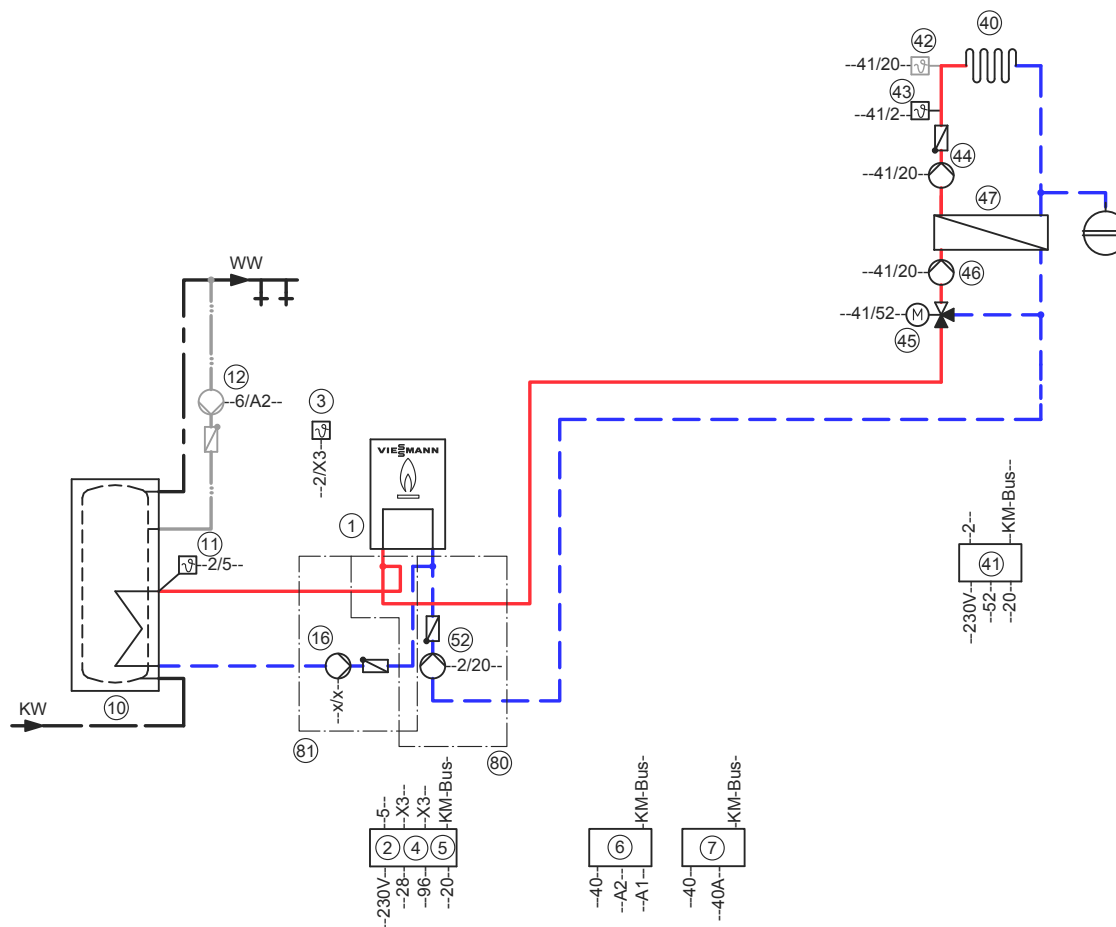 40
42
--41/20--
43
--41/2--
44
--41/20--
47
--41/20--
46
--41/52--
M
45
WW
12
--6/A2--
3
--2/X3--
VIESSMANN
1
11
--2/5--
16
52
--2/20--
--x/x--
10
KW
81
80
--2--
KM-Bus--
41
--230V--
--52--
--20--
--5--
--X3--
--X3--
--KM-Bus-
2
4
5
--230V--
--28--
--96--
--20--
--KM-Bus-
6
--40--
--A2--
--A1--
--KM-Bus-
7
--40--
--40A--